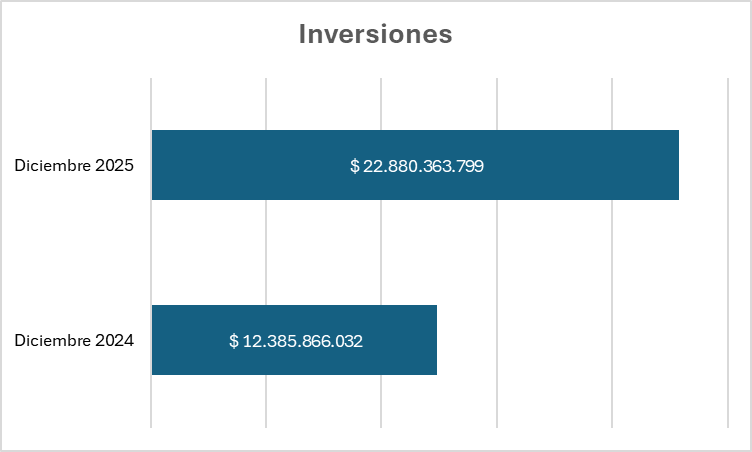 Inversiones
Diciembre 2025
$ 22.880.363.799
Diciembre 2024
$ 12.385.866.032